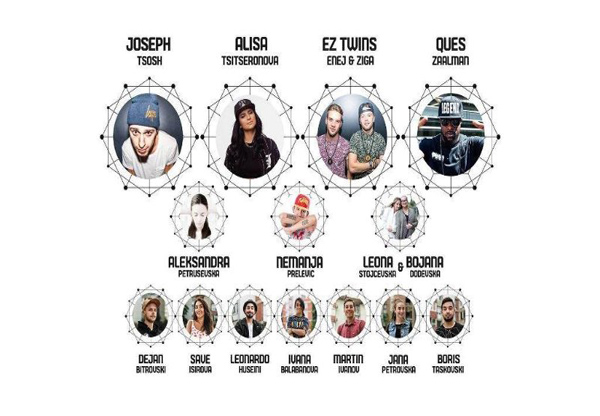 JOSEPH
TSOSH
ALISA
TSITSERONOVA
EZ TWINS
ENEJ & ZIGA
QUES
ZAALMAN
ALEKSANDRA
PETRUSEVSKA
NEMANJA
PRELEVIC
LEONA & BOJANA
STOJCEVSKA DODEVSKA
DEJAN
BITROVSKI
SAVE
ISIROVA
LEONARDO
HUSEINI
IVANA
BALABANOVA
MARTIN
IVANOV
JANA
PETROVSKA
BORIS
TASKOVSKI